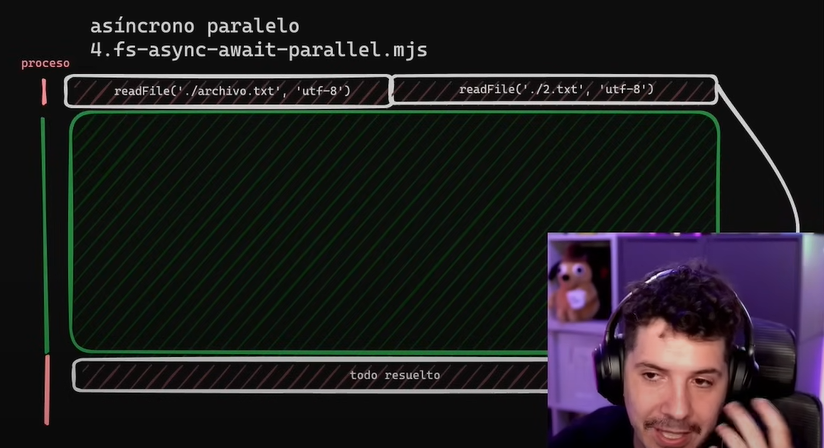 asíncrono paralelo
4.fs-async-await-parallel.mjs
proceso
readFile('./archivo.txt', 'utf-8')
readFile('./2.txt', 'utf-8')
todo resuelto